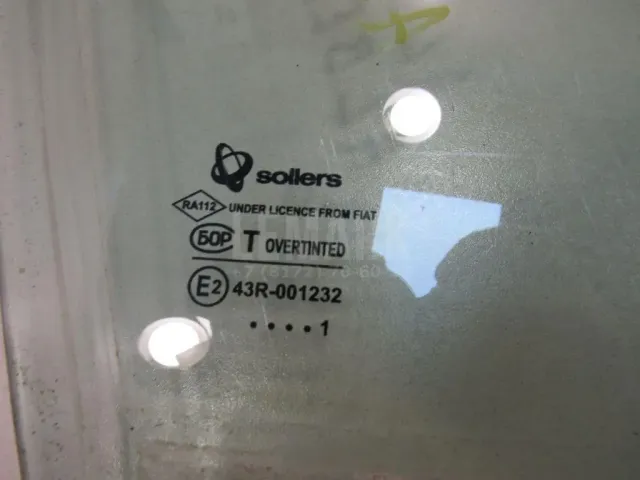 sollers
RA112 UNDER LICENCE FROM FIAT
БОР T OVERTINTED
E2 43R-001232
• • • • 1